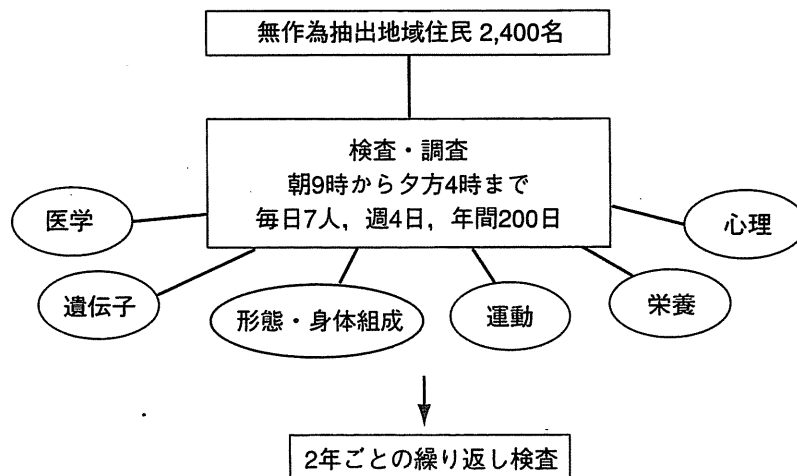 無作為抽出地域住民 2,400名
検査・調査
朝9時から夕方4時まで
毎日7人，週4日，年間200日
医学
心理
遺伝子
形態・身体組成
運動
栄養
2年ごとの繰り返し検査